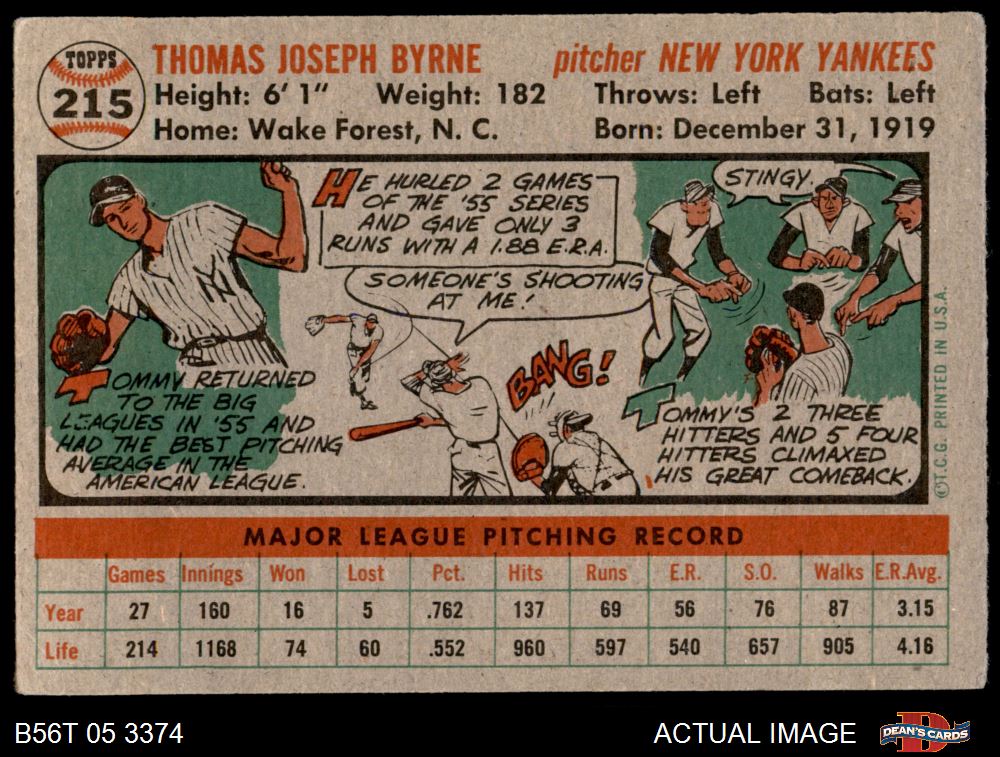 TOPPS
215
THOMAS JOSEPH BYRNE
pitcher NEW YORK YANKEES
Height: 6' 1" Weight: 182 Throws: Left Bats: Left
Home: Wake Forest, N. C. Born: December 31, 1919
TOMMY RETURNED
TO THE BIG
LEAGUES IN '55 AND
HAD THE BEST PITCHING
AVERAGE IN THE
AMERICAN LEAGUE.
NY
HE HURLED 2 GAMES
OF THE '55 SERIES
AND GAVE ONLY 3
RUNS WITH A 1.88 E.R.A.
SOMEONE'S SHOOTING
AT ME!
BANG!
STINGY.
TOMMY'S 2 THREE
HITTERS AND 5 FOUR
HITTERS CLIMAXED
HIS GREAT COMEBACK.
©T.C.G. PRINTED IN U.S.A.
MAJOR LEAGUE PITCHING RECORD
Games Innings Won Lost Pct. Hits Runs E.R. S.O. Walks E.R.Avg.
Year 27 160 16 5 .762 137 69 56 76 87 3.15
Life 214 1168 74 60 .552 960 597 540 657 905 4.16
B56T 05 3374
ACTUAL IMAGE
DEAN'S CARDS